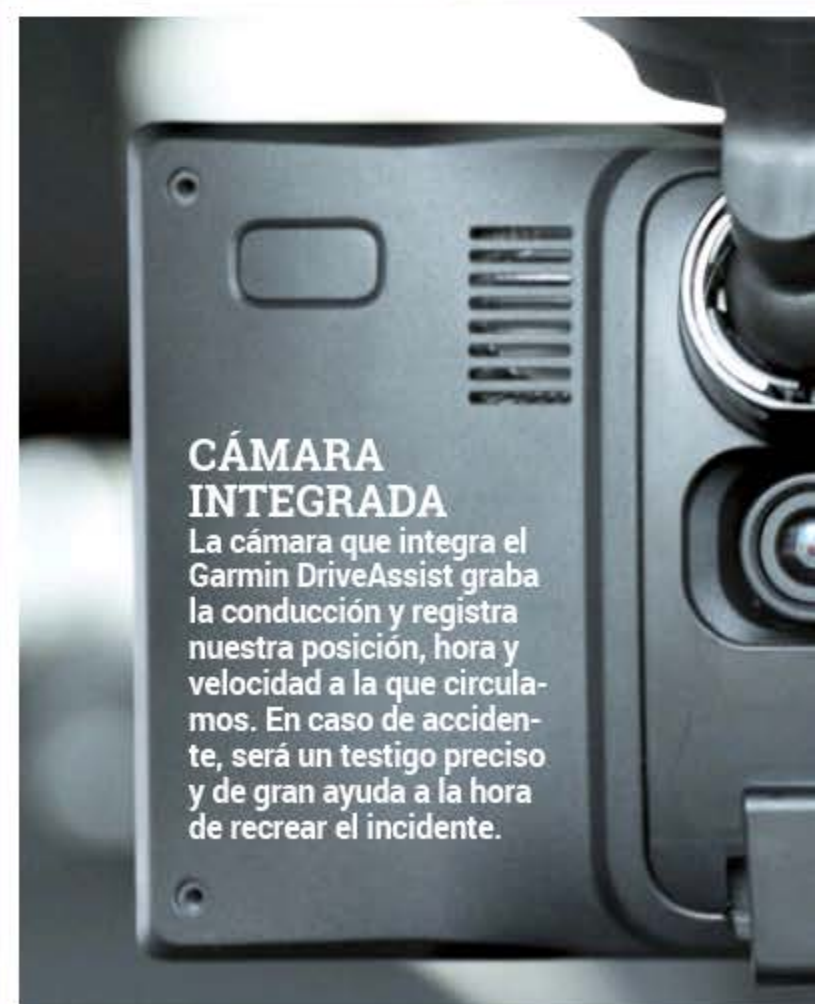 CÁMARA
INTEGRADA
La cámara que integra el
Garmin DriveAssist graba
la conducción y registra
nuestra posición, hora y
velocidad a la que circula-
mos. En caso de acciden-
te, será un testigo preciso
y de gran ayuda a la hora
de recrear el incidente.